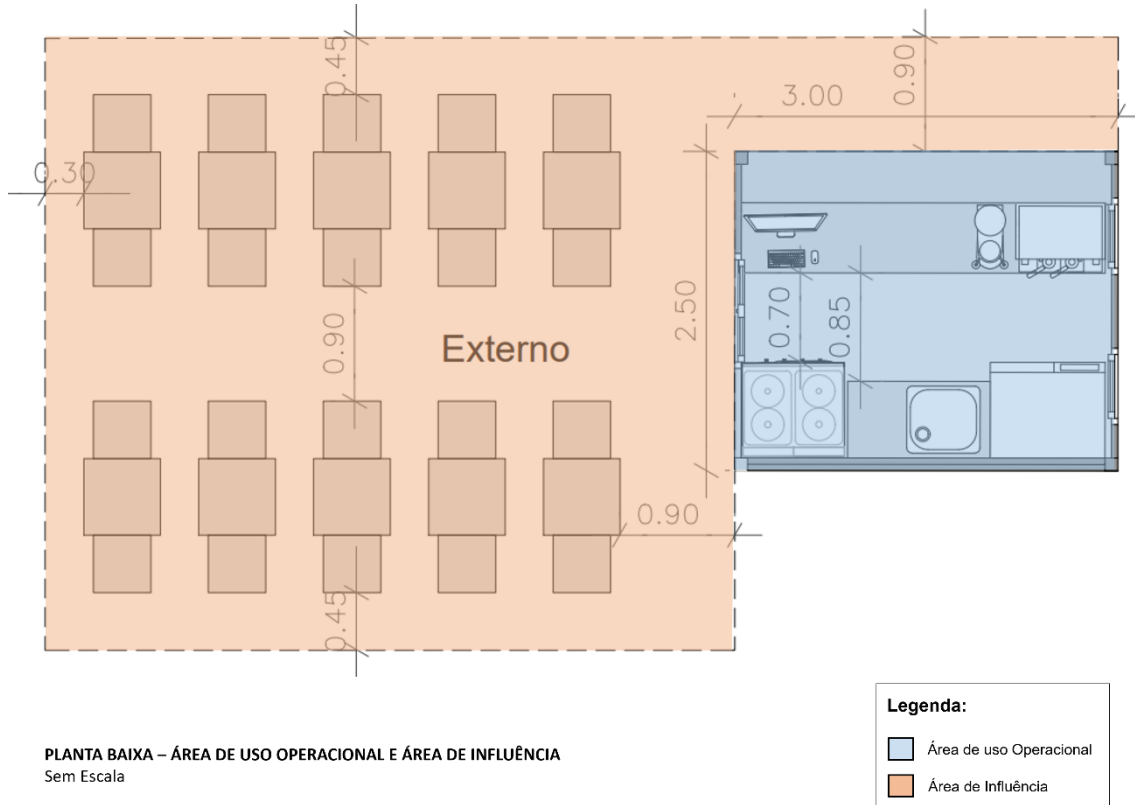 0.45
0.90
3.00
0.30
2.50
0.70
0.85
0.90
Externo
0.90
0.45
Legenda:
Área de uso Operacional
Área de Influência
PLANTA BAIXA – ÁREA DE USO OPERACIONAL E ÁREA DE INFLUÊNCIA
Sem Escala